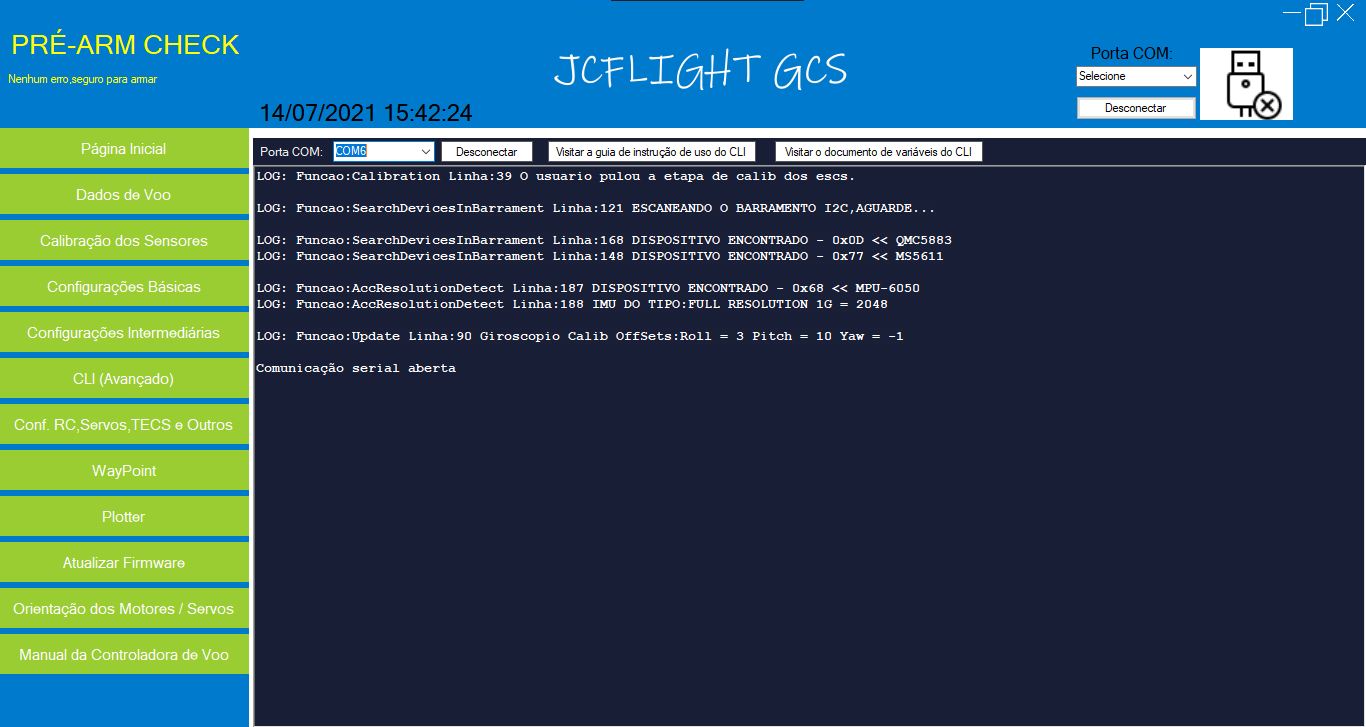 PRÉ-ARM CHECK
Nenhum erro,seguro para armar
JCFLIGHT GCS
14/07/2021 15:42:24
Porta COM:
Selecione
Desconectar
Página Inicial
Dados de Voo
Calibração dos Sensores
Configurações Básicas
Configurações Intermediárias
CLI (Avançado)
Conf. RC,Servos,TECS e Outros
WayPoint
Plotter
Atualizar Firmware
Orientação dos Motores / Servos
Manual da Controladora de Voo
Porta COM: COM6 Desconectar Visitar a guia de instrução de uso do CLI Visitar o documento de variáveis do CLI
LOG: Funcao:Calibration Linha:39 O usuario pulou a etapa de calib dos escs.
LOG: Funcao:SearchDevicesInBarrament Linha:121 ESCANEANDO O BARRAMENTO I2C,AGUARDE...
LOG: Funcao:SearchDevicesInBarrament Linha:168 DISPOSITIVO ENCONTRADO - 0x0D << QMC5883
LOG: Funcao:SearchDevicesInBarrament Linha:148 DISPOSITIVO ENCONTRADO - 0x77 << MS5611
LOG: Funcao:AccResolutionDetect Linha:187 DISPOSITIVO ENCONTRADO - 0x68 << MPU-6050
LOG: Funcao:AccResolutionDetect Linha:188 IMU DO TIPO:FULL RESOLUTION 1G = 2048
LOG: Funcao:Update Linha:90 Giroscopio Calib OffSets:Roll = 3 Pitch = 10 Yaw = -1
Comunicação serial aberta